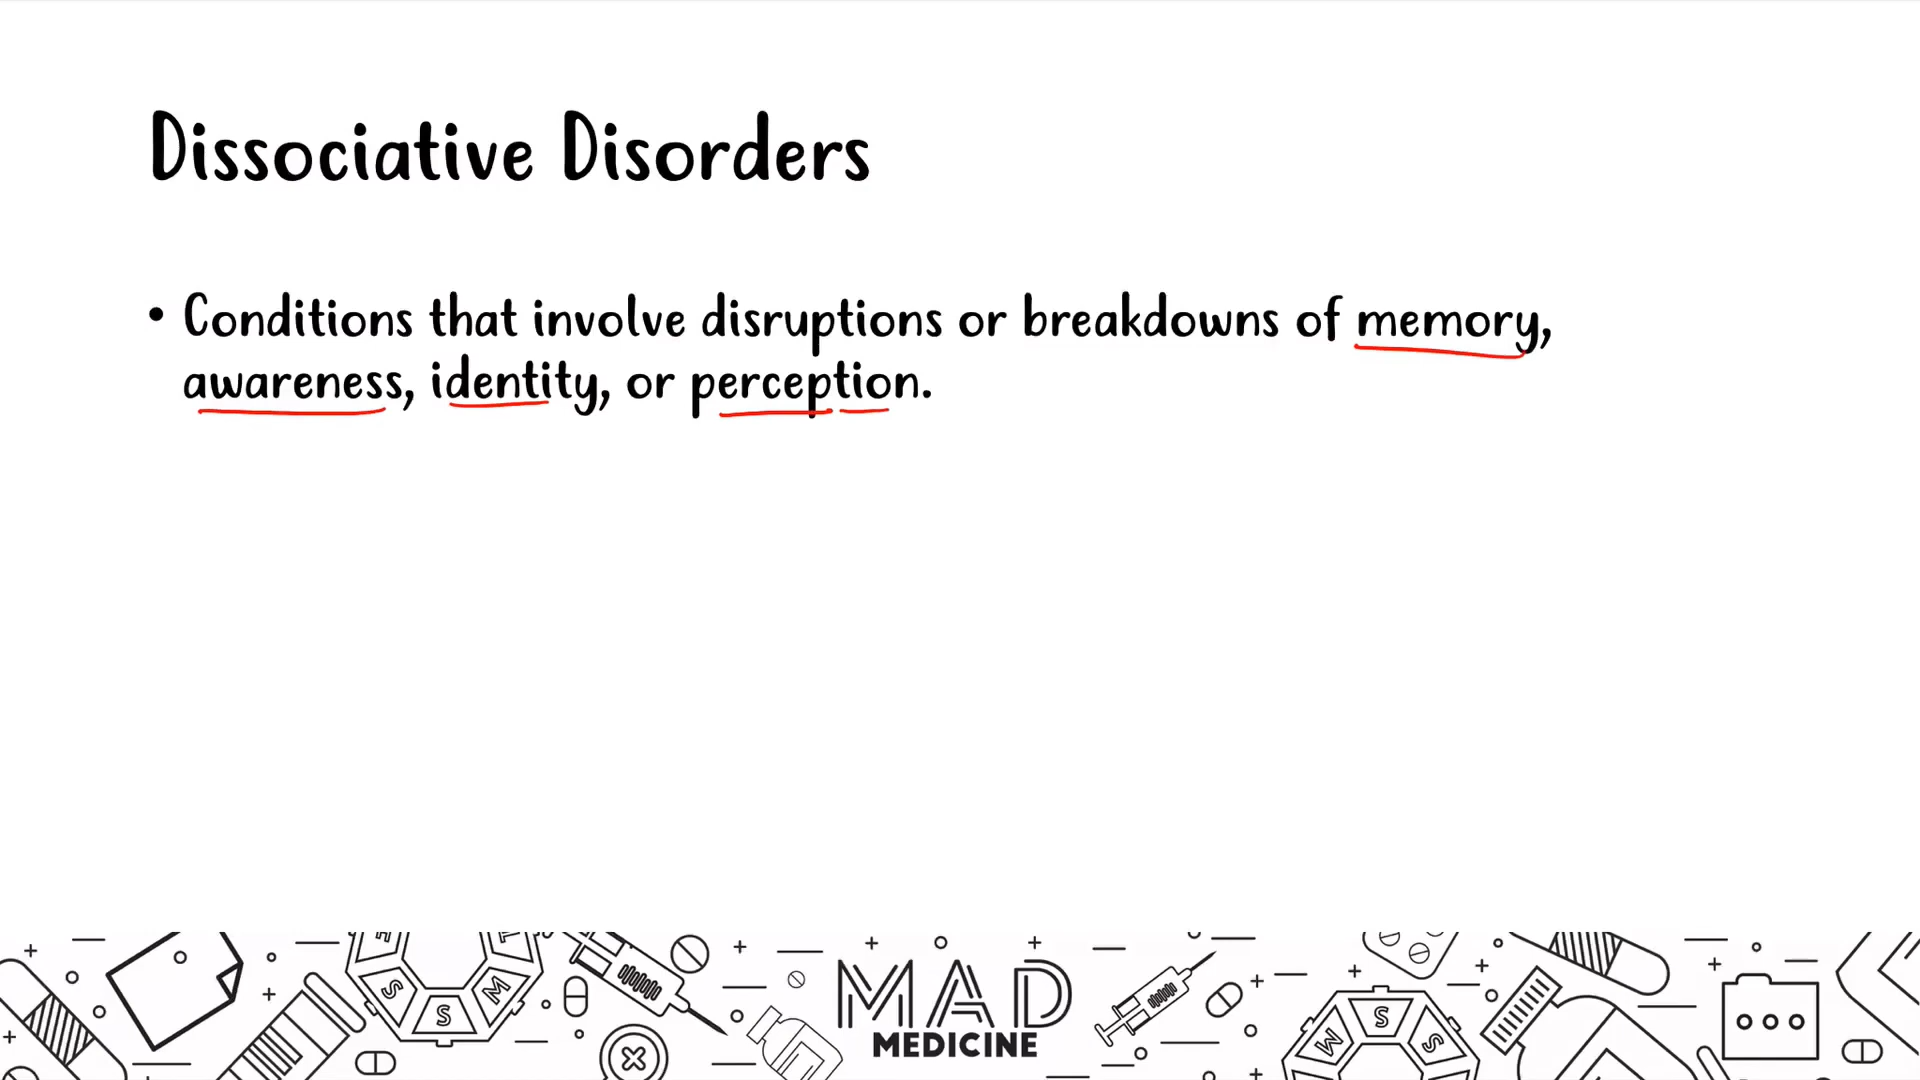 Dissociative Disorders
• Conditions that involve disruptions or breakdowns of memory,
awareness, identity, or perception.
MAD
MEDICINE